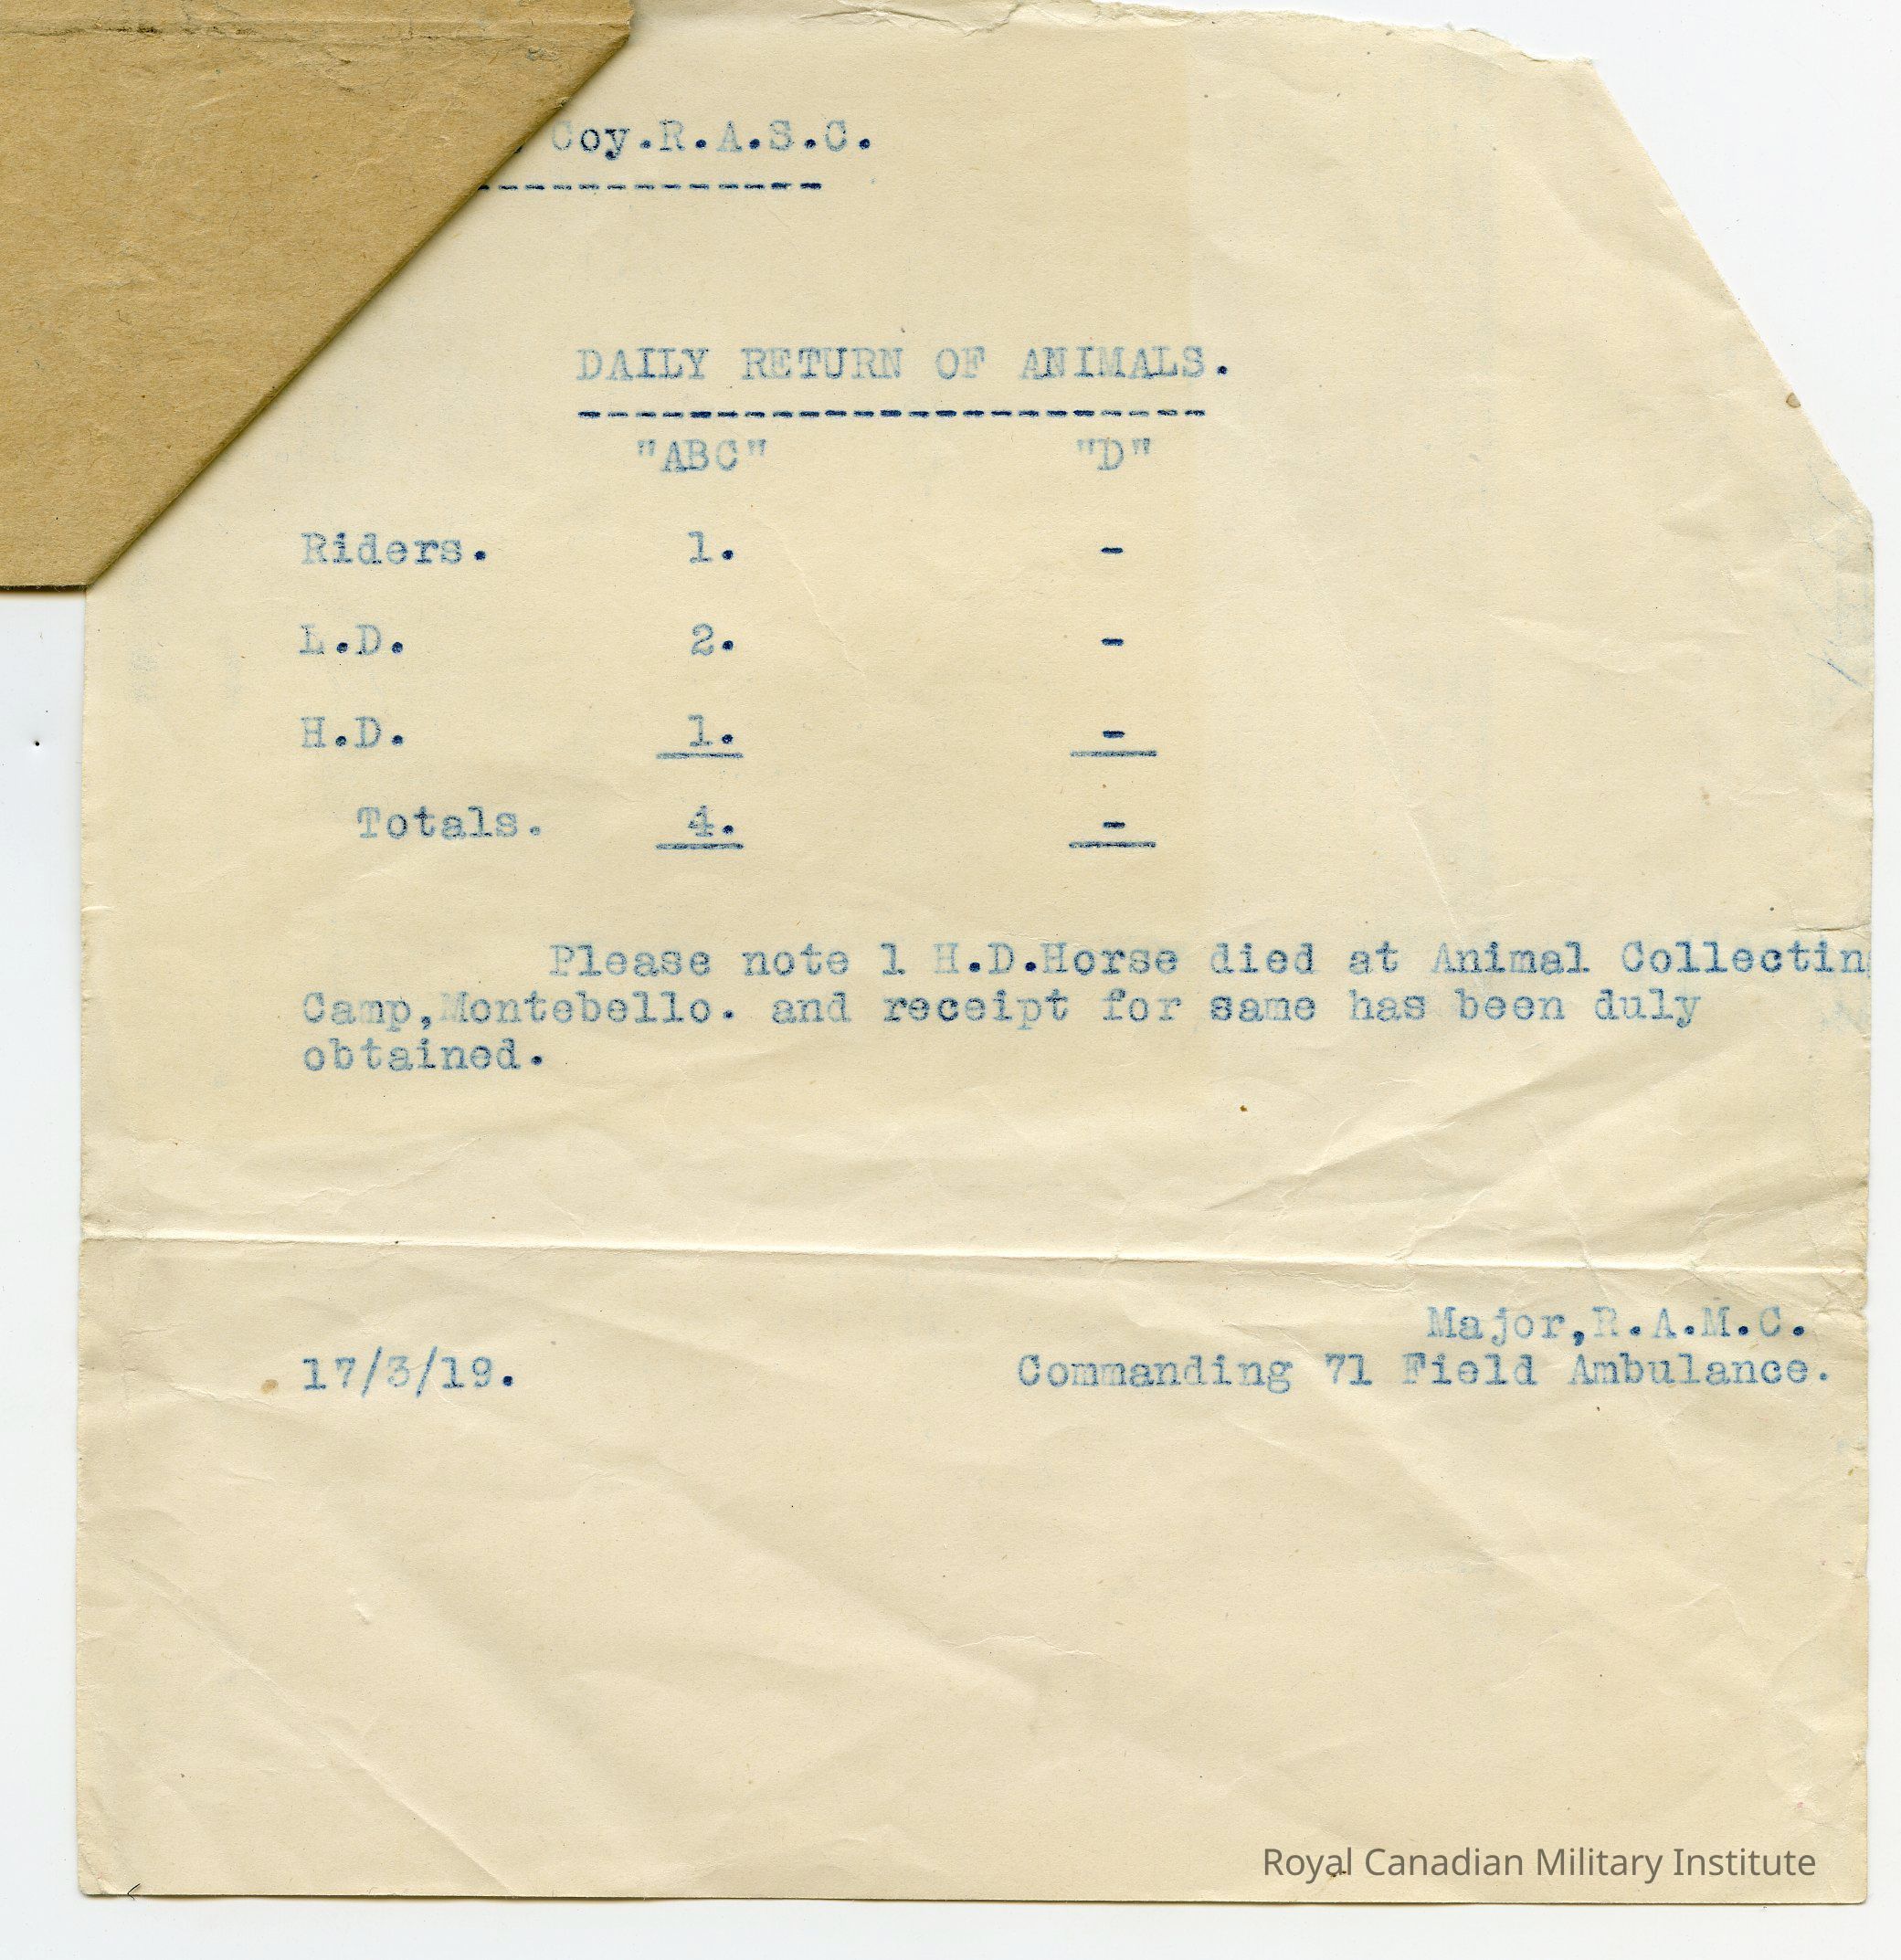 Coy.R.A.S.C.
-------------
DAILY RETURN OF ANIMALS.
-----------------------
"ABC" "D"
Riders. 1. -
L.D. 2. -
H.D. 1. -
Totals. 4. -
Please note 1 H.D.Horse died at Animal Collectin
Camp,Montebello. and receipt for same has been duly
obtained.
Major,R.A.M.C.
17/3/19. Commanding 71 Field Ambulance.
Royal Canadian Military Institute